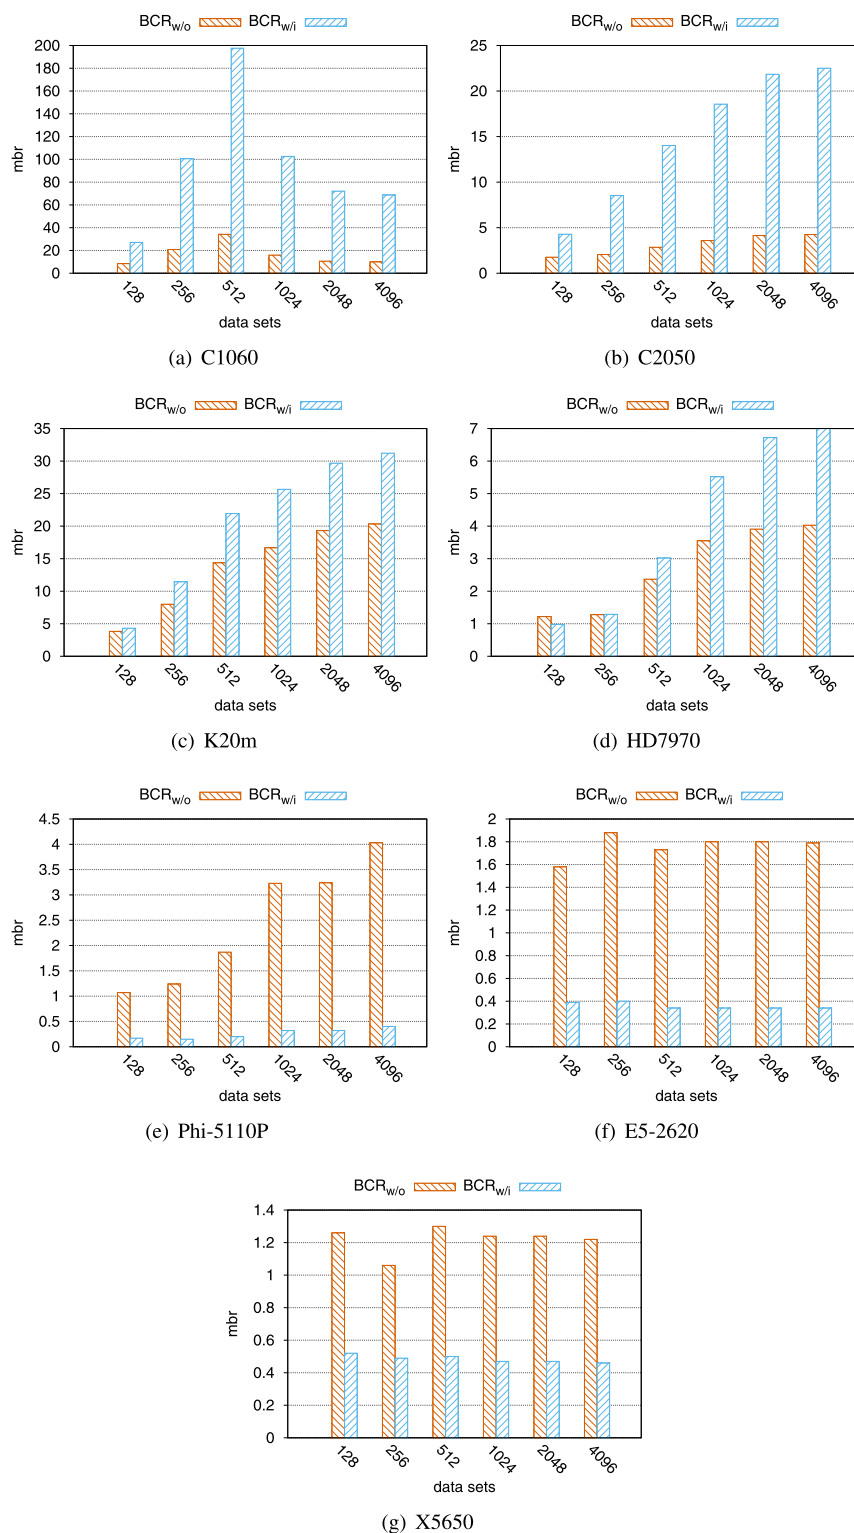 BCRw/o BCRw/i
200
180
160
140
120
100
80
60
40
20
0
mbr
128 256 512 1024 2048 4096
data sets
(a) C1060
BCRw/o BCRw/i
25
20
15
10
5
0
mbr
128 256 512 1024 2048 4096
data sets
(b) C2050
BCRw/o BCRw/i
35
30
25
20
15
10
5
0
mbr
128 256 512 1024 2048 4096
data sets
(c) K20m
BCRw/o BCRw/i
7
6
5
4
3
2
1
0
mbr
128 256 512 1024 2048 4096
data sets
(d) HD7970
BCRw/o BCRw/i
4.5
4
3.5
3
2.5
2
1.5
1
0.5
0
mbr
128 256 512 1024 2048 4096
data sets
(e) Phi-5110P
BCRw/o BCRw/i
2
1.8
1.6
1.4
1.2
1
0.8
0.6
0.4
0.2
0
mbr
128 256 512 1024 2048 4096
data sets
(f) E5-2620
BCRw/o BCRw/i
1.4
1.2
1
0.8
0.6
0.4
0.2
0
mbr
128 256 512 1024 2048 4096
data sets
(g) X5650